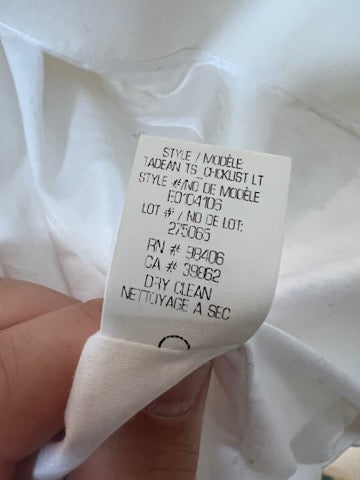 STYLE / MODÈLE:
TADEAN TS_CHCKLIST LT
STYLE #/NO DE MODÈLE
E0104106
LOT # / NO DE LOT:
275065
RN # 98406
CA # 39862
DRY CLEAN
NETTOYAGE A SEC